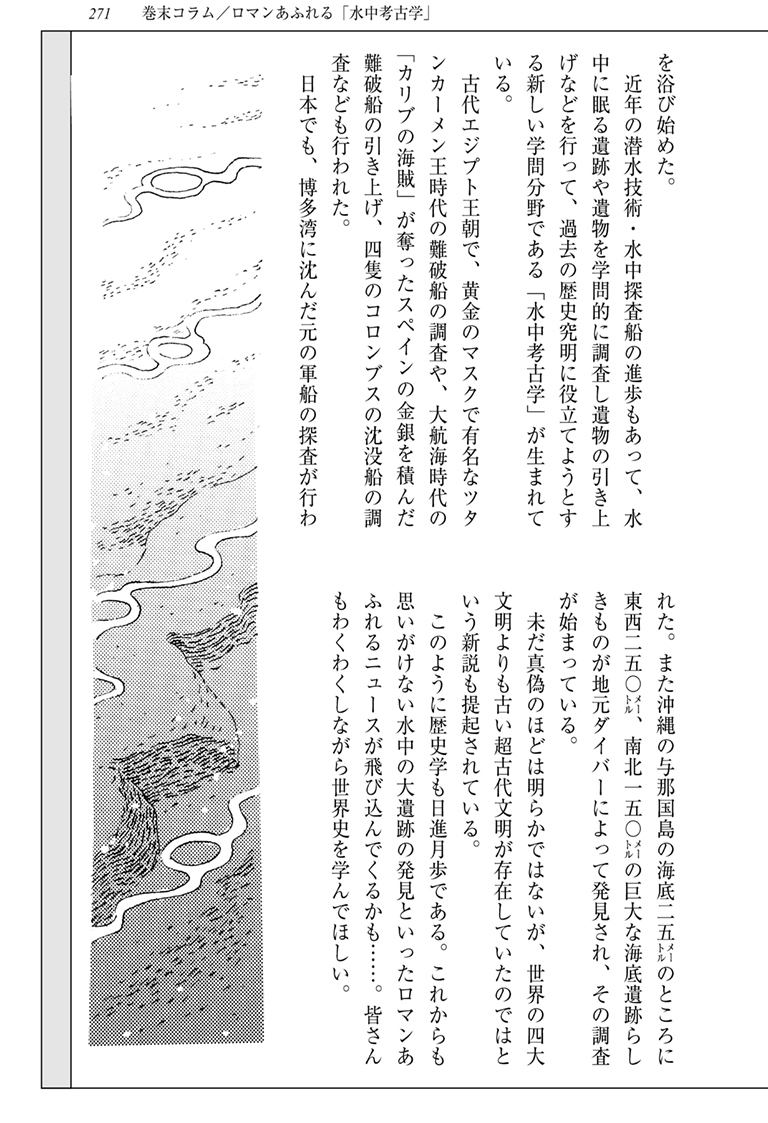 271 巻末コラム／ロマンあふれる「水中考古学」
を浴び始めた。
近年の潜水技術・水中探査船の進歩もあって、水
中に眠る遺跡や遺物を学問的に調査し遺物の引き上
げなどを行って、過去の歴史究明に役立てようとす
る新しい学問分野である「水中考古学」が生まれて
いる。
古代エジプト王朝で、黄金のマスクで有名なツタ
ンカーメン王時代の難破船の調査や、大航海時代の
「カリブの海賊」が奪ったスペインの金銀を積んだ
難破船の引き上げ、四隻のコロンブスの沈没船の調
査なども行われた。
日本でも、博多湾に沈んだ元の軍船の探査が行わ
れた。また沖縄の与那国島の海底二五メートルのところに
東西二五〇メートル、南北一五〇メートルの巨大な海底遺跡らし
きものが地元ダイバーによって発見され、その調査
が始まっている。
未だ真偽のほどは明らかではないが、世界の四大
文明よりも古い超古代文明が存在していたのではと
いう新説も提起されている。
このように歴史学も日進月歩である。これからも
思いがけない水中の大遺跡の発見といったロマンあ
ふれるニュースが飛び込んでくるかも……。皆さん
もわくわくしながら世界史を学んでほしい。